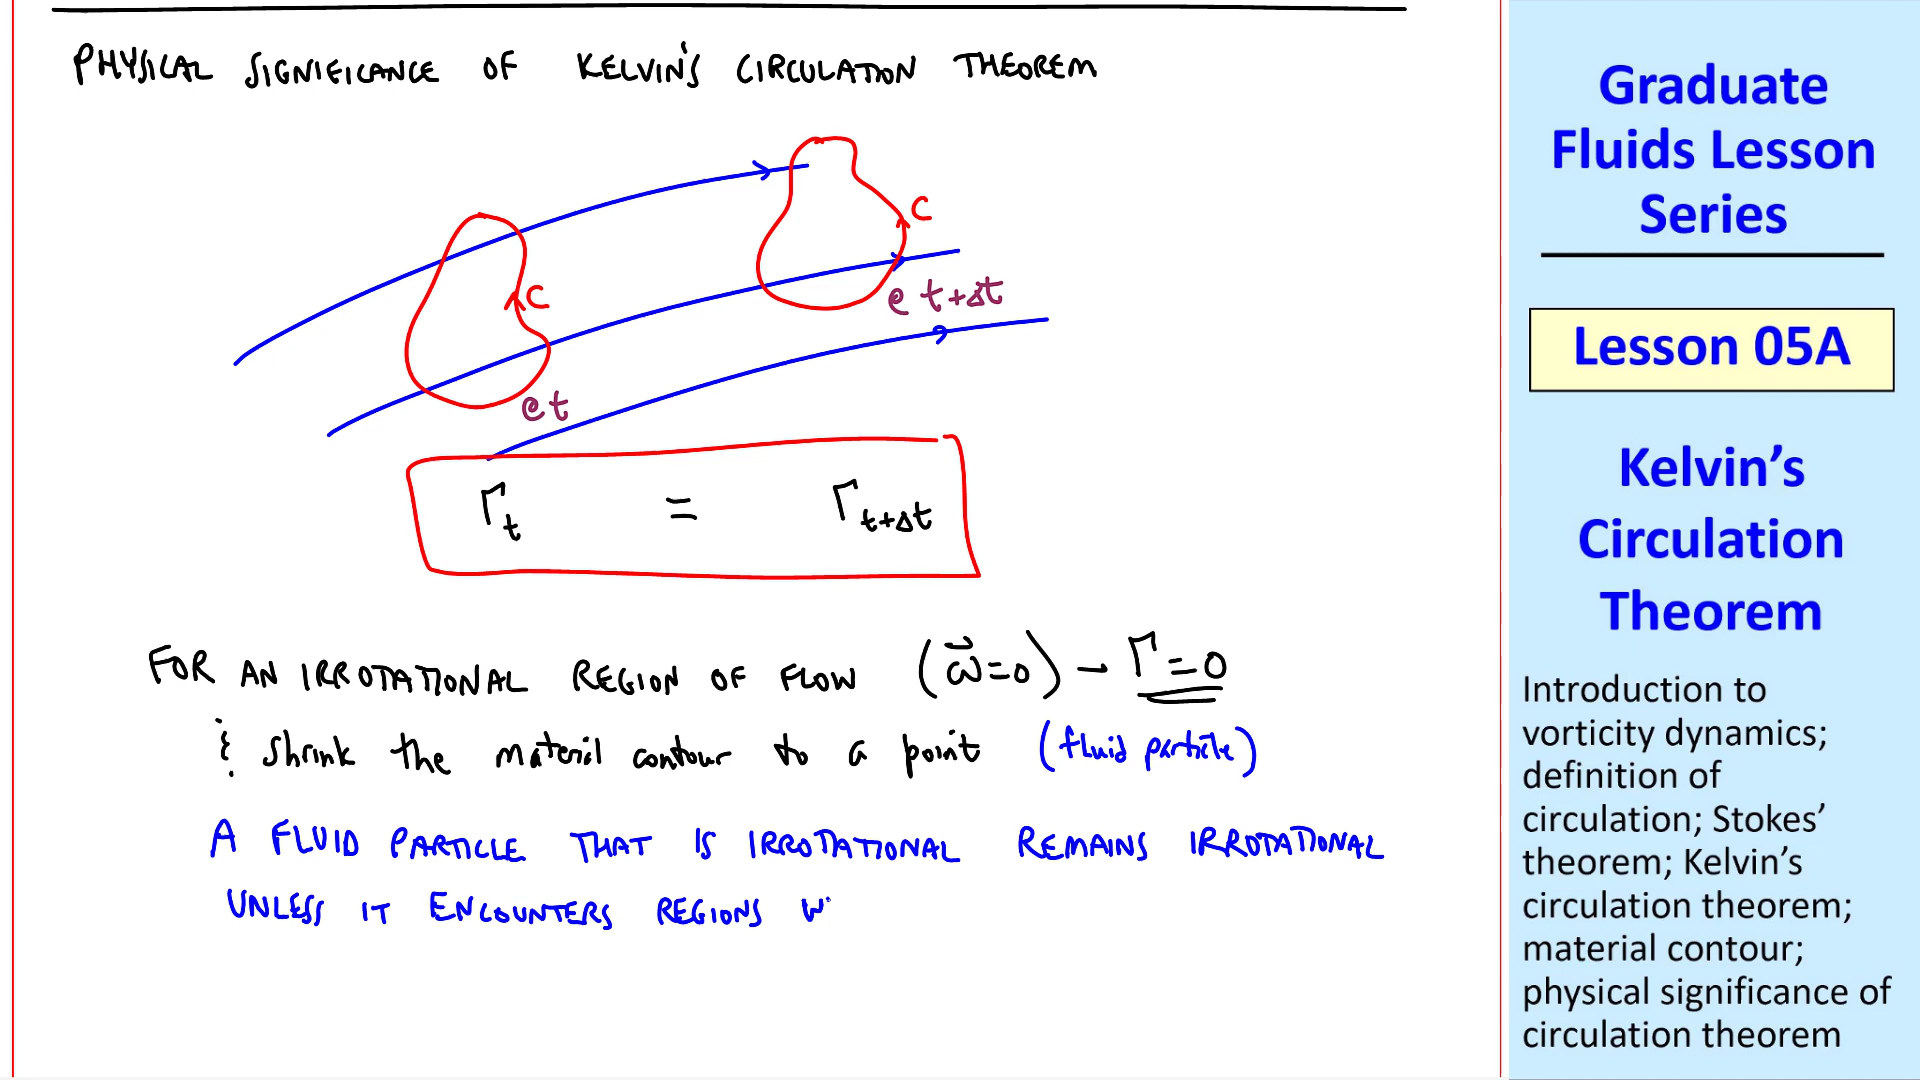 PHYSICAL SIGNIFICANCE OF KELVIN'S CIRCULATION THEOREM
C
C
@ t+Δt
@ t
Γt = Γt+Δt
FOR AN IRROTATIONAL REGION OF FLOW (ω⃗=0) – Γ=0
& shrink the material contour to a point (fluid particle)
A FLUID PARTICLE THAT IS IRROTATIONAL REMAINS IRROTATIONAL
UNLESS IT ENCOUNTERS REGIONS W
Graduate
Fluids Lesson
Series
Lesson 05A
Kelvin's
Circulation
Theorem
Introduction to
vorticity dynamics;
definition of
circulation; Stokes'
theorem; Kelvin's
circulation theorem;
material contour;
physical significance of
circulation theorem